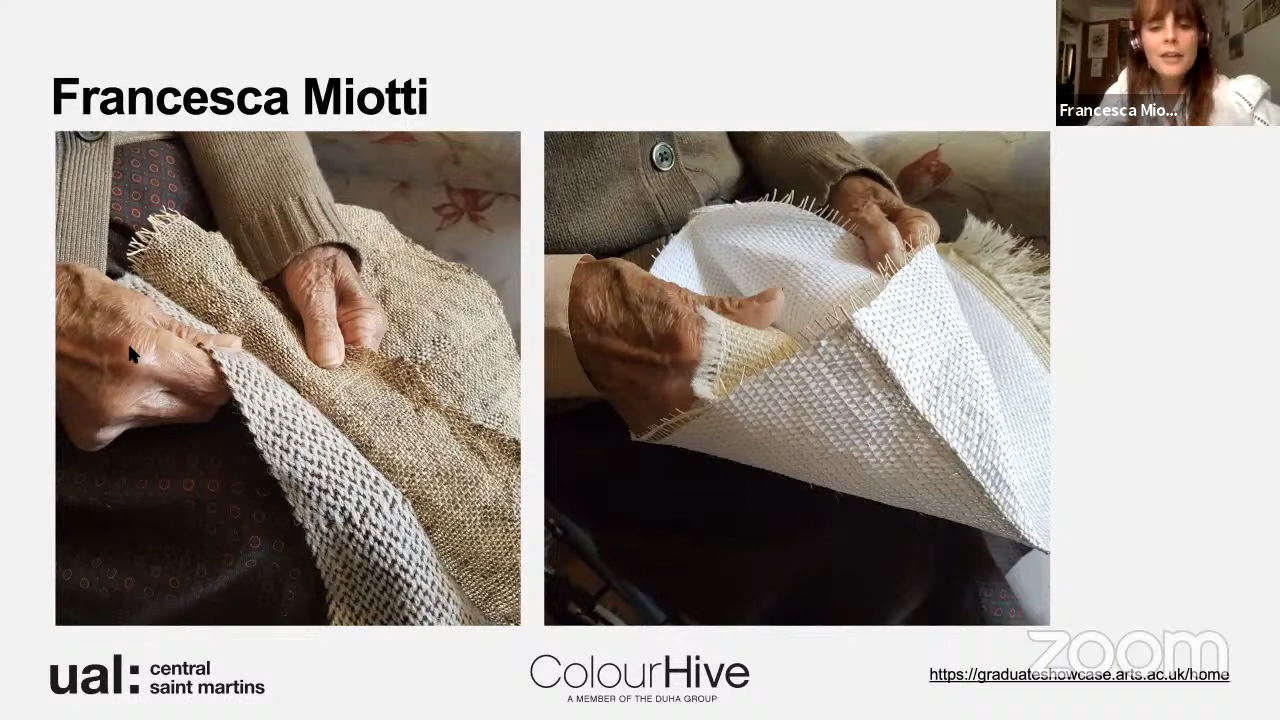 Francesca Miotti
Francesca Mio...
ual: central
saint martins
ColourHive
A MEMBER OF THE DUHA GROUP
zoom
https://graduateshowcase.arts.ac.uk/home